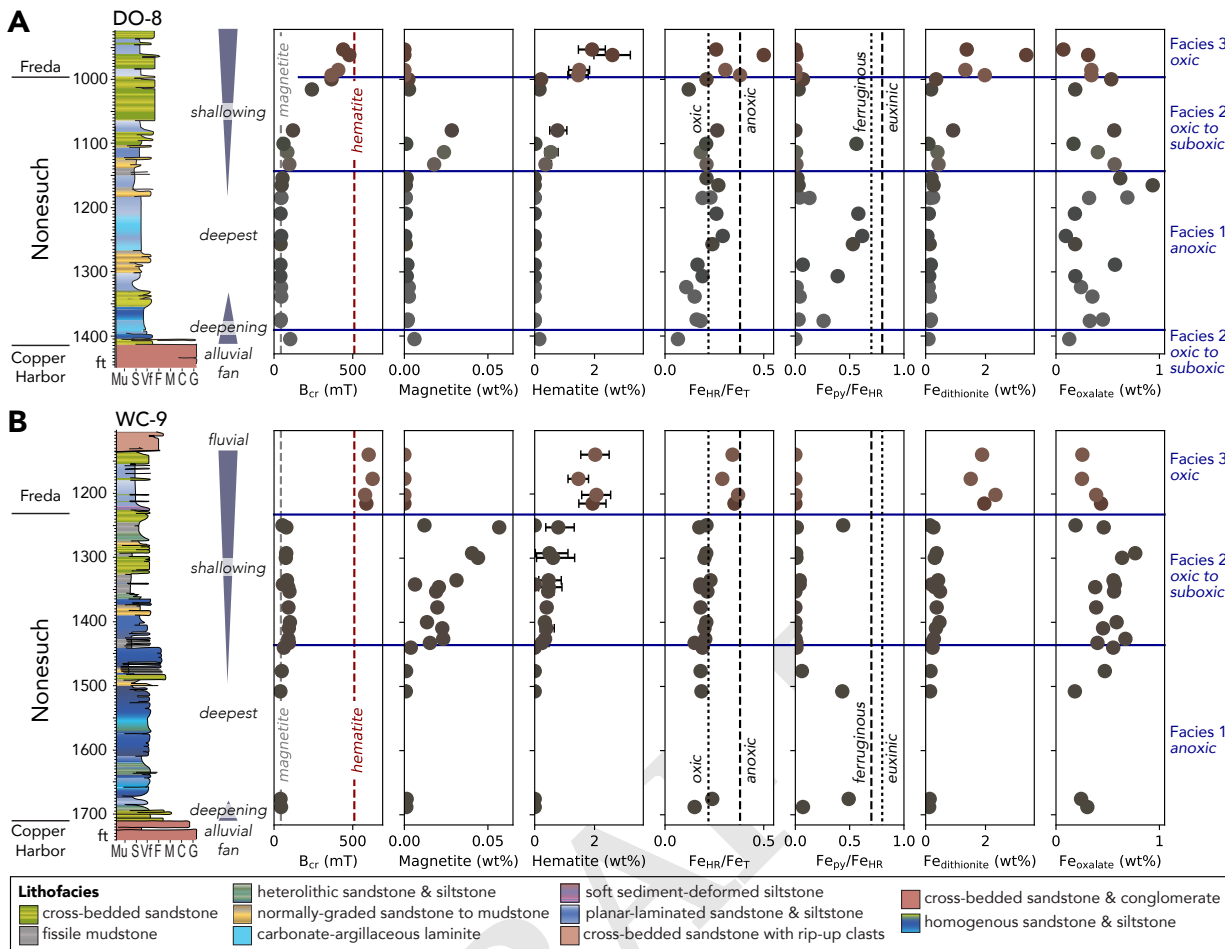 A
DO-8
Freda
Nonesuch
Copper
Harbor
1000
1100
1200
1300
1400
ft
Mu S Vf F M C G
shallowing
deepest
deepening
alluvial
fan
magnetite
hematite
oxic
anoxic
ferruginous
euxinic
Facies 3
oxic
Facies 2
oxic to
suboxic
Facies 1
anoxic
Facies 2
oxic to
suboxic
0 500
0.00 0.05
0 2
0.0 0.5
0.0 0.5 1.0
0 2
0 1
Bcr (mT)
Magnetite (wt%)
Hematite (wt%)
FeHR/FeT
Fepy/FeHR
Fedithionite (wt%)
Feoxalate (wt%)
B
WC-9
Freda
Nonesuch
Copper
Harbor
1200
1300
1400
1500
1600
1700
ft
Mu S Vf F M C G
fluvial
shallowing
deepest
deepening
alluvial
fan
magnetite
hematite
oxic
anoxic
ferruginous
euxinic
Facies 3
oxic
Facies 2
oxic to
suboxic
Facies 1
anoxic
0 500
0.00 0.05
0 2
0.0 0.5
0.0 0.5 1.0
0 2
0 1
Bcr (mT)
Magnetite (wt%)
Hematite (wt%)
FeHR/FeT
Fepy/FeHR
Fedithionite (wt%)
Feoxalate (wt%)
Lithofacies
cross-bedded sandstone
fissile mudstone
heterolithic sandstone & siltstone
normally-graded sandstone to mudstone
carbonate-argillaceous laminite
soft sediment-deformed siltstone
planar-laminated sandstone & siltstone
cross-bedded sandstone with rip-up clasts
cross-bedded sandstone & conglomerate
homogenous sandstone & siltstone